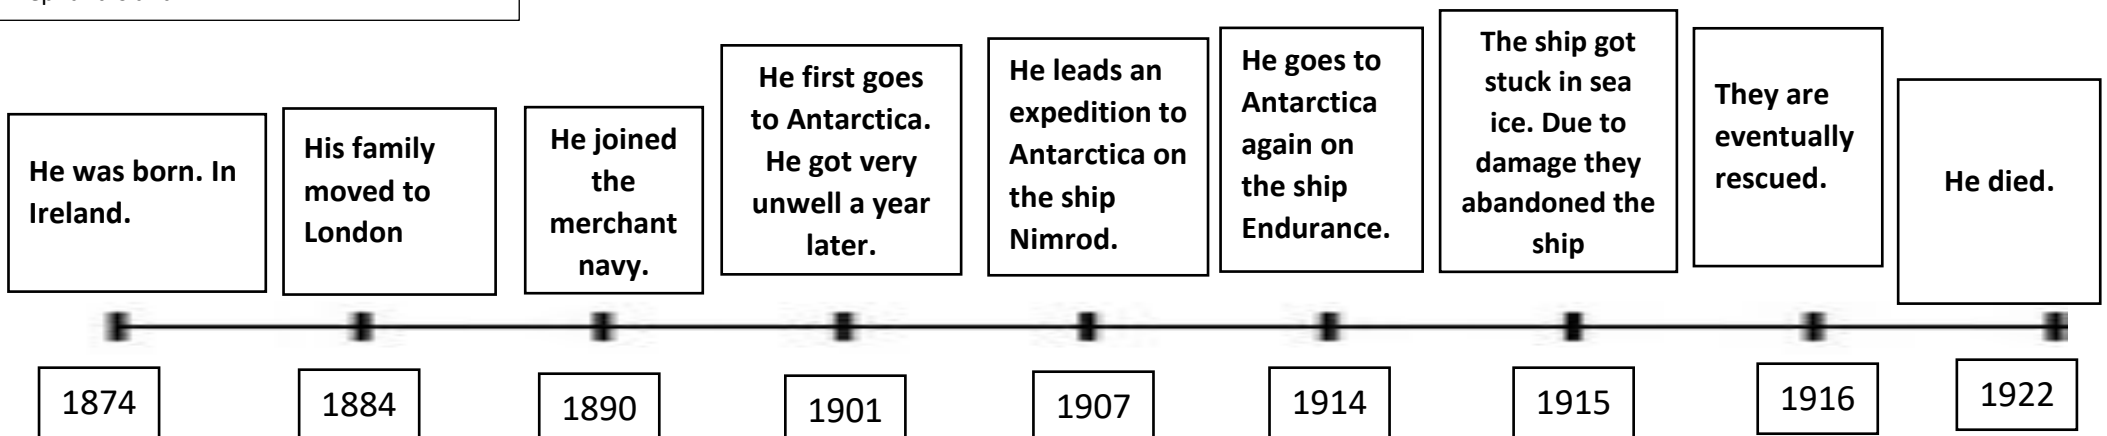 He was born. In
Ireland.
His family
moved to
London
He joined
the
merchant
navy.
He first goes
to Antarctica.
He got very
unwell a year
later.
He leads an
expedition to
Antarctica on
the ship
Nimrod.
He goes to
Antarctica
again on
the ship
Endurance.
The ship got
stuck in sea
ice. Due to
damage they
abandoned the
ship
They are
eventually
rescued.
He died.
1874
1884
1890
1901
1907
1914
1915
1916
1922